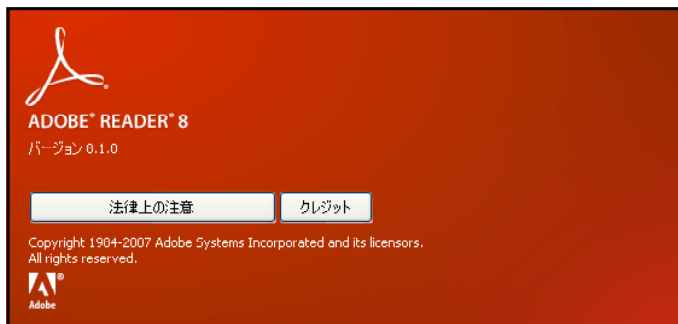 ADOBE® READER® 8
バージョン 8.1.0
法律上の注意
クレジット
Copyright 1984-2007 Adobe Systems Incorporated and its licensors.
All rights reserved.
Adobe